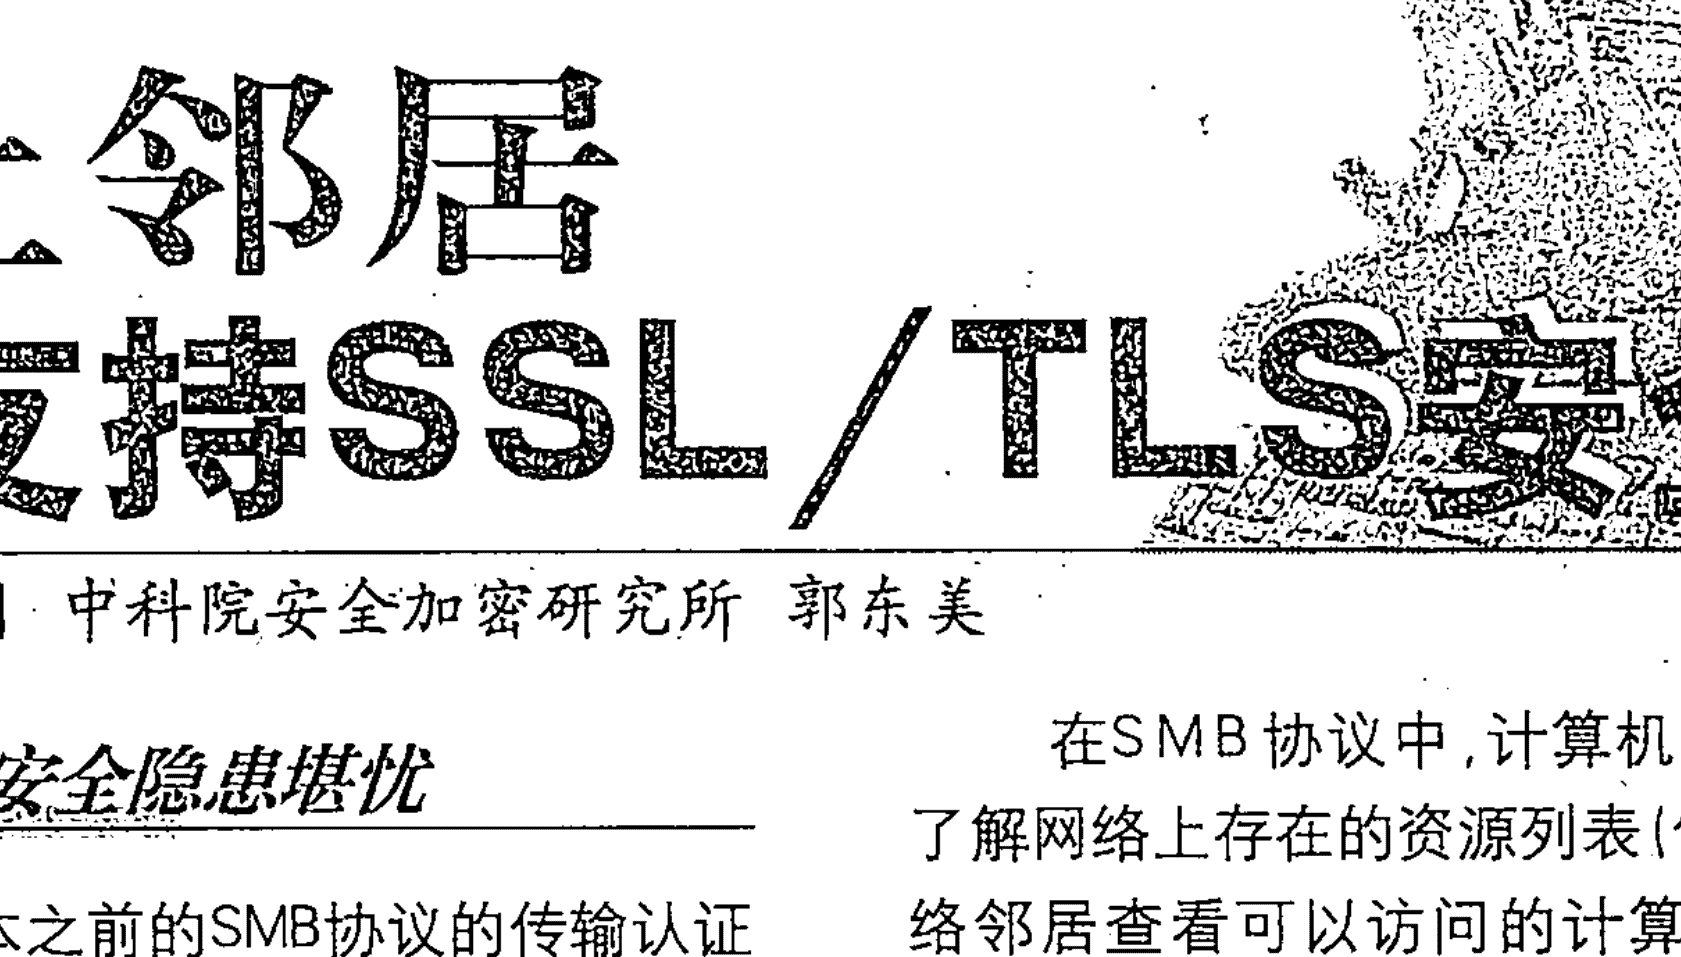 上邻居
支持SSL/TLS安
中科院安全加密研究所 郭东美
安全隐患堪忧
本之前的SMB协议的传输认证
在SMB协议中,计算机
了解网络上存在的资源列表(
络邻居查看可以访问的计算